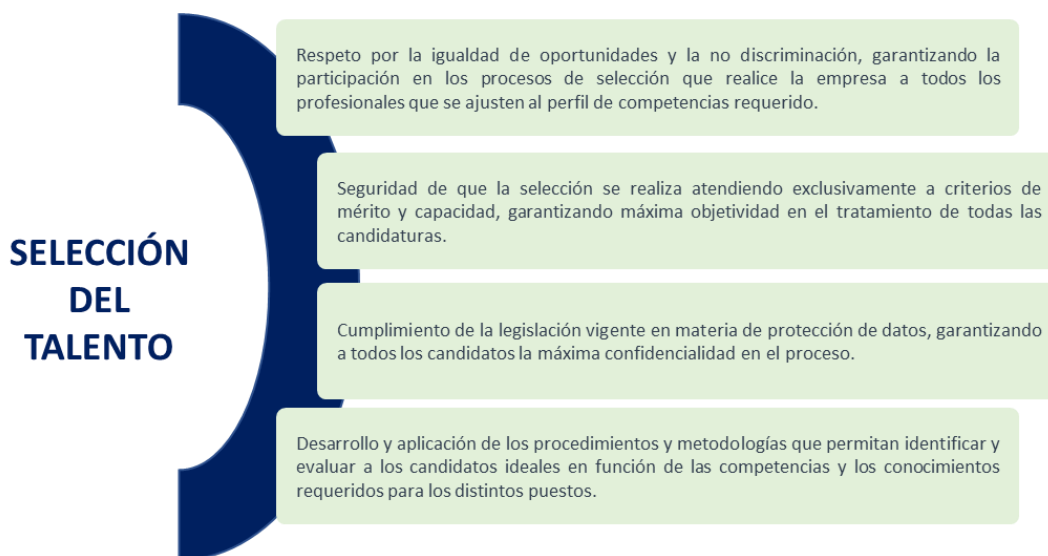 SELECCIÓN
DEL
TALENTO
Respeto por la igualdad de oportunidades y la no discriminación, garantizando la
participación en los procesos de selección que realice la empresa a todos los
profesionales que se ajusten al perfil de competencias requerido.
Seguridad de que la selección se realiza atendiendo exclusivamente a criterios de
mérito y capacidad, garantizando máxima objetividad en el tratamiento de todas las
candidaturas.
Cumplimiento de la legislación vigente en materia de protección de datos, garantizando
a todos los candidatos la máxima confidencialidad en el proceso.
Desarrollo y aplicación de los procedimientos y metodologías que permitan identificar y
evaluar a los candidatos ideales en función de las competencias y los conocimientos
requeridos para los distintos puestos.